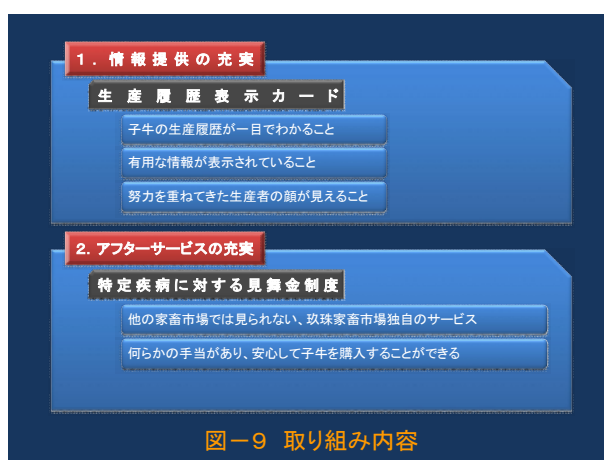 1.情報提供の充実
生産履歴表示カード
子牛の生産履歴が一目でわかること
有用な情報が表示されていること
努力を重ねてきた生産者の顔が見えること
2.アフターサービスの充実
特定疾病に対する見舞金制度
他の家畜市場では見られない、玖珠家畜市場独自のサービス
何らかの手当があり、安心して子牛を購入することができる
図－9 取り組み内容